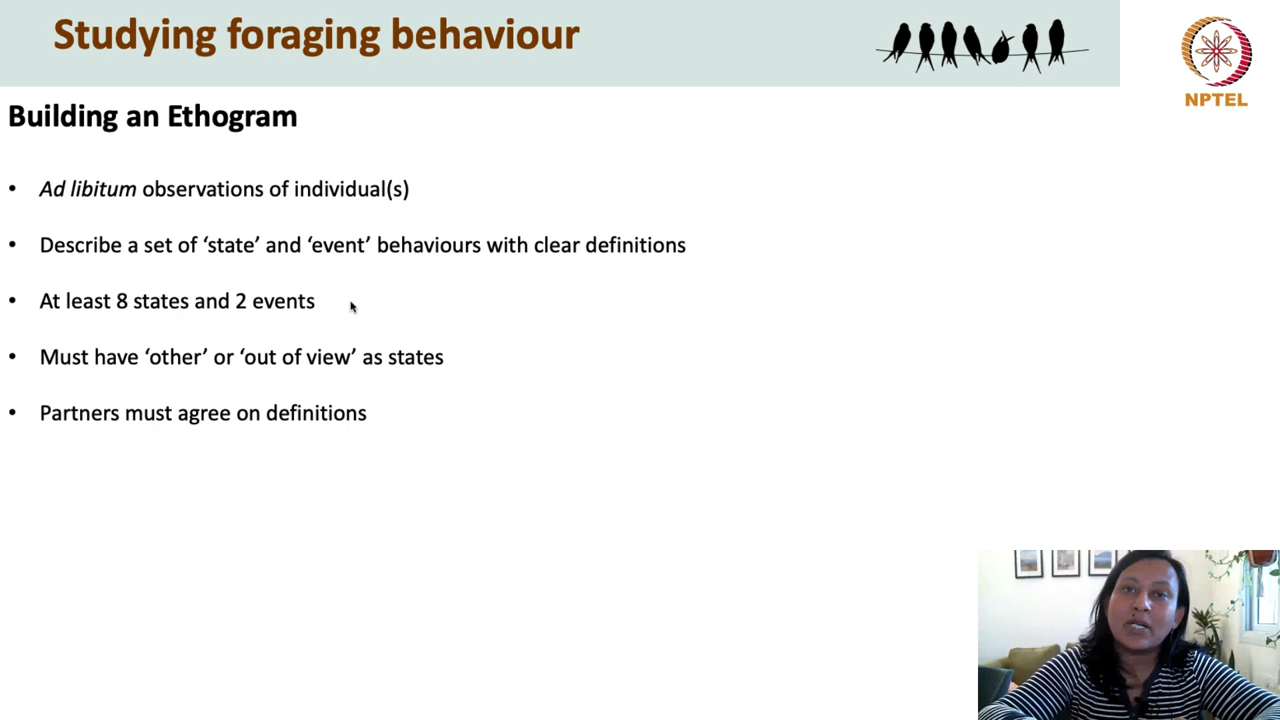 Studying foraging behaviour
NPTEL
Building an Ethogram
• Ad libitum observations of individual(s)
• Describe a set of ‘state’ and ‘event’ behaviours with clear definitions
• At least 8 states and 2 events
• Must have ‘other’ or ‘out of view’ as states
• Partners must agree on definitions